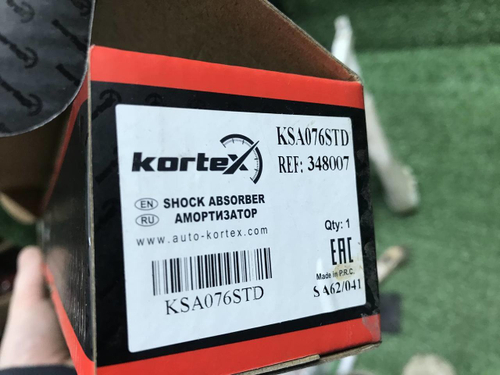 KSA076STD
REF: 348007
kortex
EN SHOCK ABSORBER
RU АМОРТИЗАТОР
www.auto-kortex.com
Qty: 1
EAC
Made in P.R.C.
SA62/041
KSA076STD